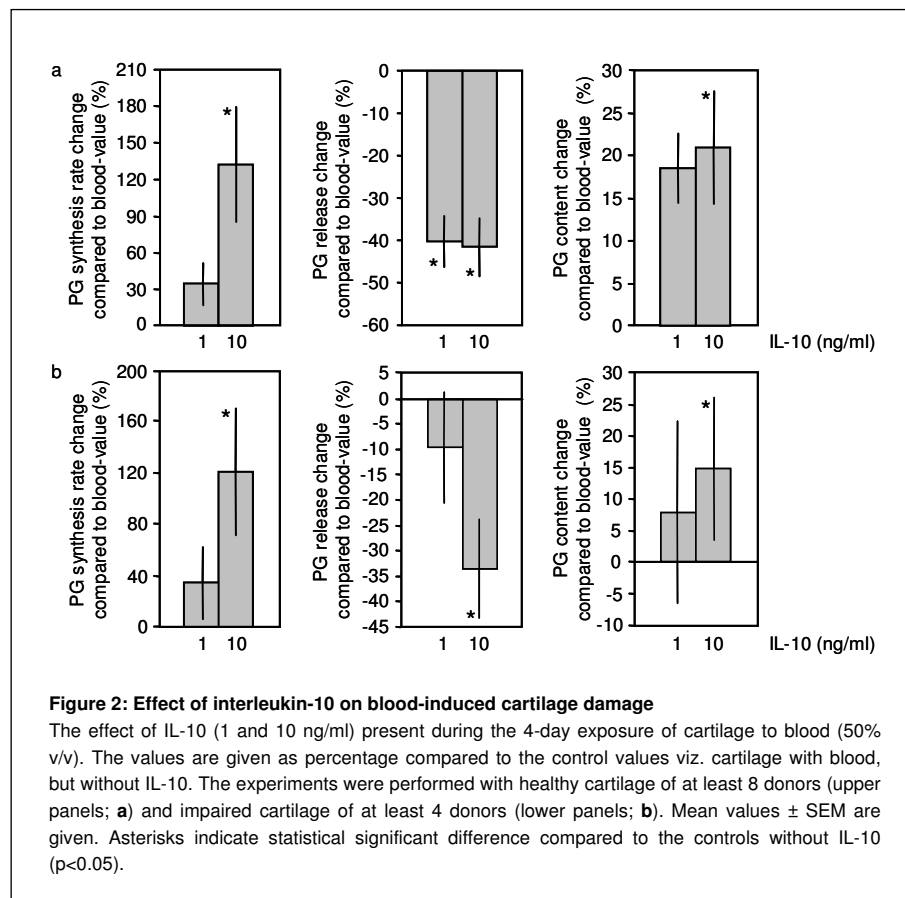 a
PG synthesis rate change
compared to blood-value (%)
210
180
150
120
90
60
30
0
*
1 10
PG release change
compared to blood-value (%)
0
-10
-20
-30
-40
-50
-60
* *
1 10
PG content change
compared to blood-value (%)
30
25
20
15
10
5
0
*
1 10
IL-10 (ng/ml)
b
PG synthesis rate change
compared to blood-value (%)
200
160
120
80
40
0
*
1 10
PG release change
compared to blood-value (%)
5
0
-5
-10
-15
-20
-25
-30
-35
-40
-45
*
1 10
PG content change
compared to blood-value (%)
30
25
20
15
10
5
0
-5
-10
*
1 10
IL-10 (ng/ml)
Figure 2: Effect of interleukin-10 on blood-induced cartilage damage
The effect of IL-10 (1 and 10 ng/ml) present during the 4-day exposure of cartilage to blood (50%
v/v). The values are given as percentage compared to the control values viz. cartilage with blood,
but without IL-10. The experiments were performed with healthy cartilage of at least 8 donors (upper
panels; a) and impaired cartilage of at least 4 donors (lower panels; b). Mean values ± SEM are
given. Asterisks indicate statistical significant difference compared to the controls without IL-10
(p<0.05).